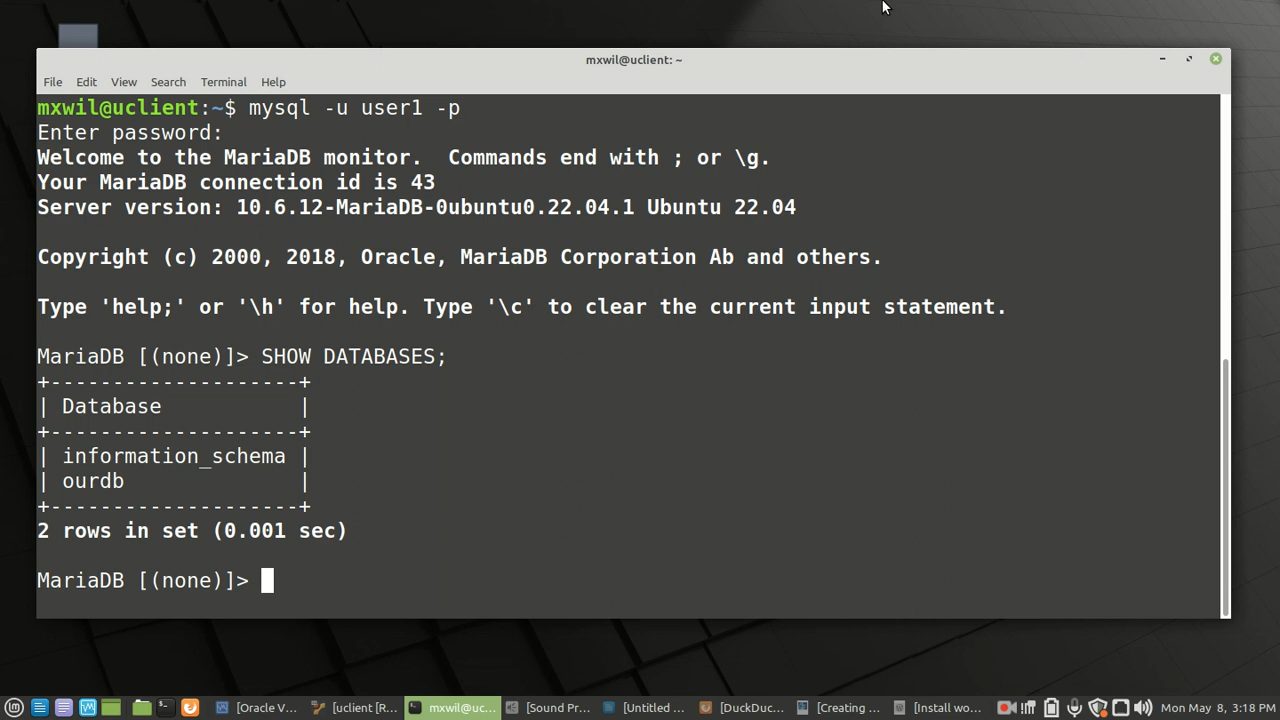 mxwil@uclient: ~
File Edit View Search Terminal Help
mxwil@uclient:~$ mysql -u user1 -p
Enter password:
Welcome to the MariaDB monitor.  Commands end with ; or \g.
Your MariaDB connection id is 43
Server version: 10.6.12-MariaDB-0ubuntu0.22.04.1 Ubuntu 22.04
Copyright (c) 2000, 2018, Oracle, MariaDB Corporation Ab and others.
Type 'help;' or '\h' for help. Type '\c' to clear the current input statement.
MariaDB [(none)]> SHOW DATABASES;
+--------------------+
| Database           |
+--------------------+
| information_schema |
| ourdb              |
+--------------------+
2 rows in set (0.001 sec)
MariaDB [(none)]>
[Oracle V... [uclient [R... mxwil@uc... [Sound Pr... [Untitled ... [DuckDuc... [Creating ... [Install wo... Mon May 8, 3:18 PM